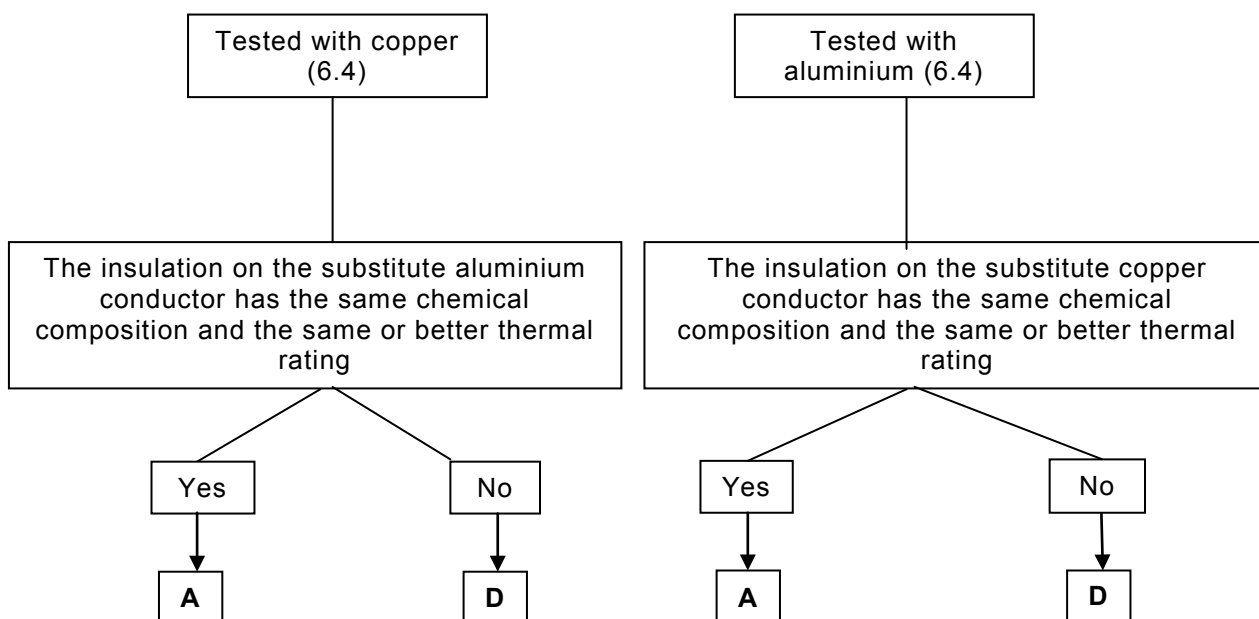 Tested with copper
(6.4)
Tested with
aluminium (6.4)
The insulation on the substitute aluminium
conductor has the same chemical
composition and the same or better thermal
rating
The insulation on the substitute copper
conductor has the same chemical
composition and the same or better thermal
rating
Yes
No
Yes
No
A
D
A
D